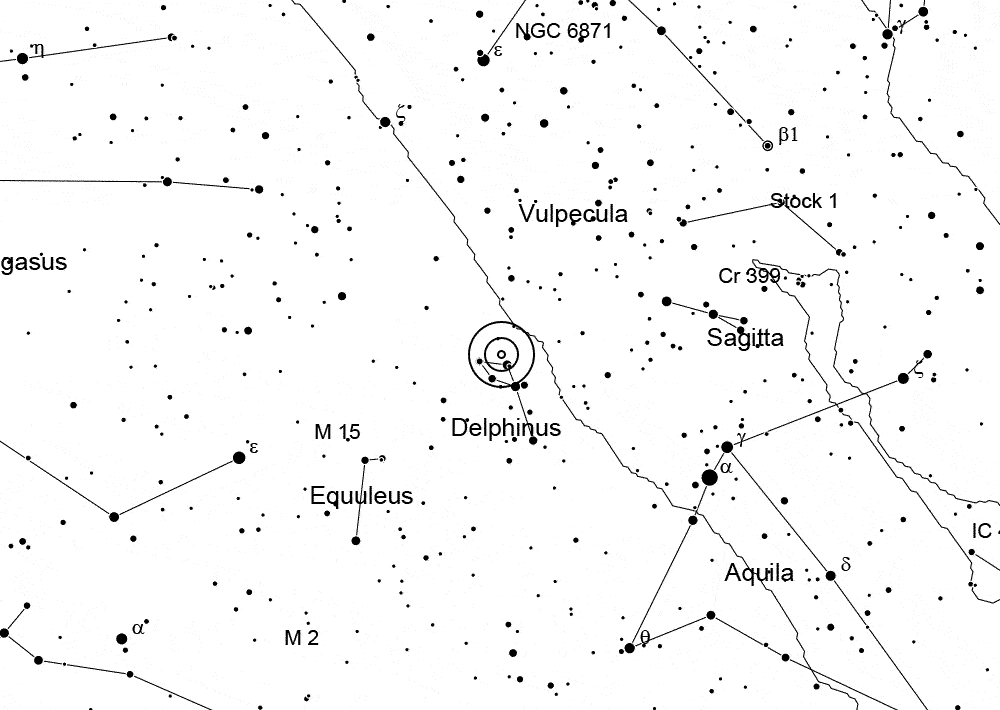 γ
NGC 6871
η
ε
ζ
β1
Stock 1
Vulpecula
gasus
Cr 399
Sagitta
ζ
Delphinus
M 15
γ
ε
α
Equuleus
IC
Aquila
δ
α
θ
M 2